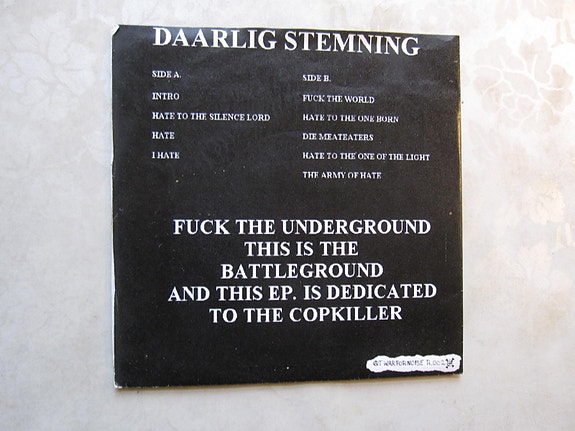 DAARLIG STEMNING
SIDE A.
INTRO
HATE TO THE SILENCE LORD
HATE
I HATE
SIDE B.
FUCK THE WORLD
HATE TO THE ONE BORN
DIE MEATEATERS
HATE TO THE ONE OF THE LIGHT
THE ARMY OF HATE
FUCK THE UNDERGROUND
THIS IS THE
BATTLEGROUND
AND THIS EP. IS DEDICATED
TO THE COPKILLER